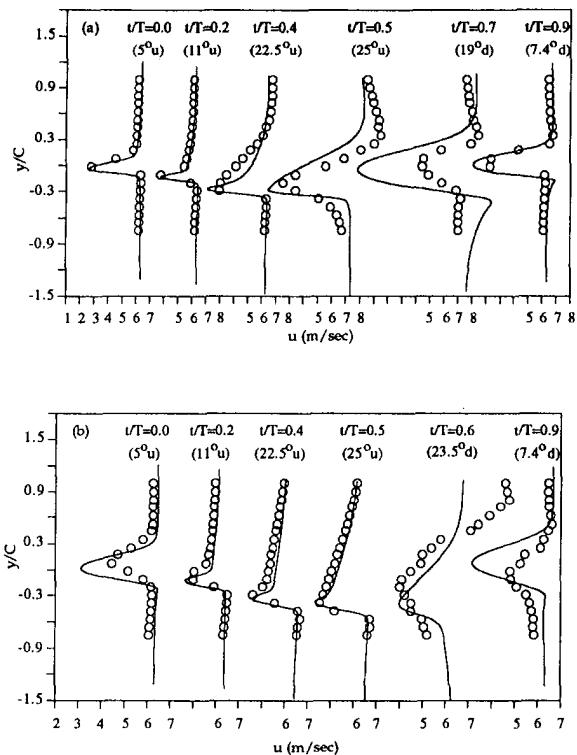 (a) t/T=0.0 t/T=0.2 t/T=0.4 t/T=0.5 t/T=0.7 t/T=0.9
(5°u) (11°u) (22.5°u) (25°u) (19°d) (7.4°d)
1.5
0.9
0.3
y/C
-0.3
-0.9
-1.5
1 2 3 4 5 6 7 5 6 7 8 5 6 7 8 5 6 7 8 5 6 7 8 5 6 7 8
u (m/sec)
(b) t/T=0.0 t/T=0.2 t/T=0.4 t/T=0.5 t/T=0.6 t/T=0.9
(5°u) (11°u) (22.5°u) (25°u) (23.5°d) (7.4°d)
1.5
0.9
0.3
y/C
-0.3
-0.9
-1.5
2 3 4 5 6 7 6 7 6 7 6 7 5 6 7 5 6 7
u (m/sec)